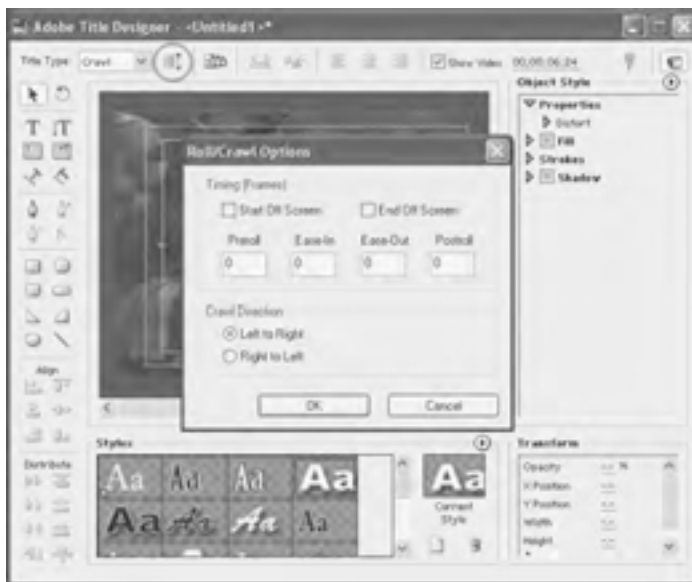 Adobe Title Designer - <Untitled1>*
Title Type: Crawl
Show Video 00;00;06;24
Object Style
Properties
Distort
Fill
Strokes
Shadow
T T
Roll/Crawl Options
Timing (Frames)
Start Off Screen End Off Screen
Preroll Ease-In Ease-Out Postroll
0 0 0 0
Crawl Direction
Left to Right
Right to Left
OK Cancel
Align
Distribute
Styles
Aa Aa Aa Aa
Aa Aa Aa Aa
Aa
Current
Style
Transform
Opacity %
X Position
Y Position
Width
Height